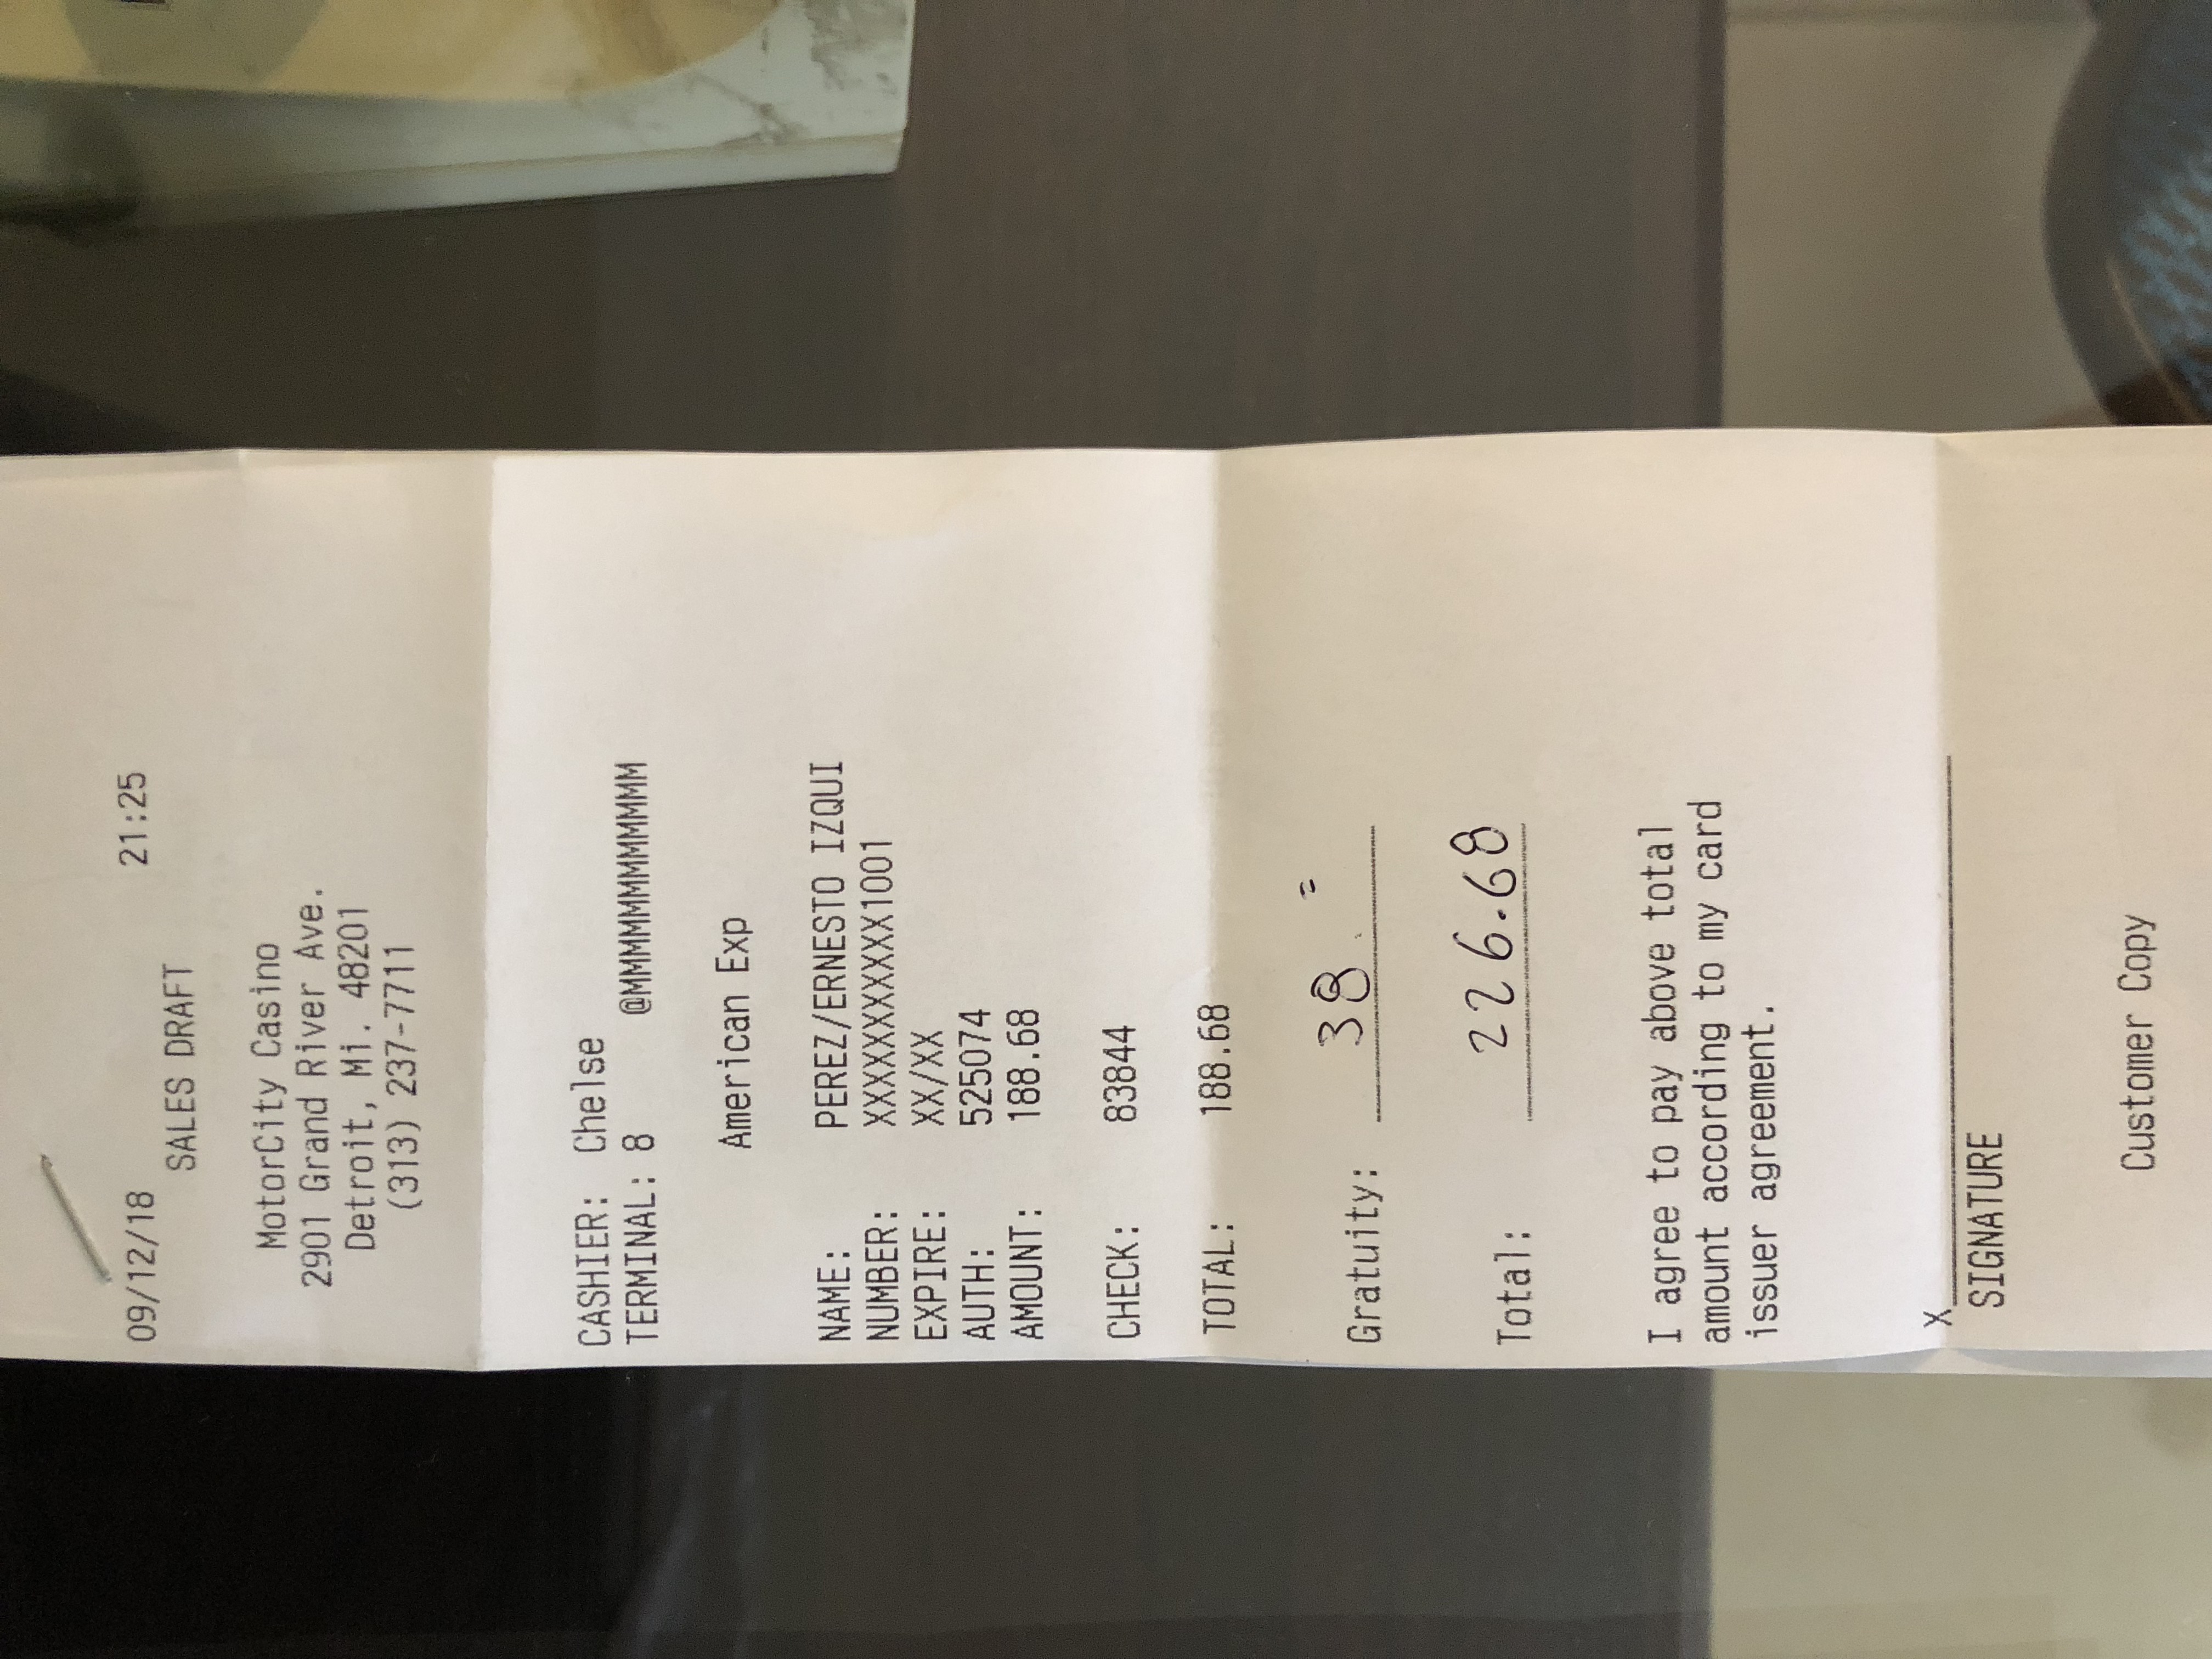 09/12/18 21:25
SALES DRAFT
MotorCity Casino
2901 Grand River Ave.
Detroit, Mi. 48201
(313) 237-7711
CASHIER: Chelse
TERMINAL: 8 @MMMMMMMMMMM
American Exp
NAME: PEREZ/ERNESTO IZQUI
NUMBER: XXXXXXXXXXX1001
EXPIRE: XX/XX
AUTH: 525074
AMOUNT: 188.68
CHECK: 83844
TOTAL: 188.68
Gratuity: 38. =
Total: 226.68
I agree to pay above total
amount according to my card
issuer agreement.
X
SIGNATURE
Customer Copy